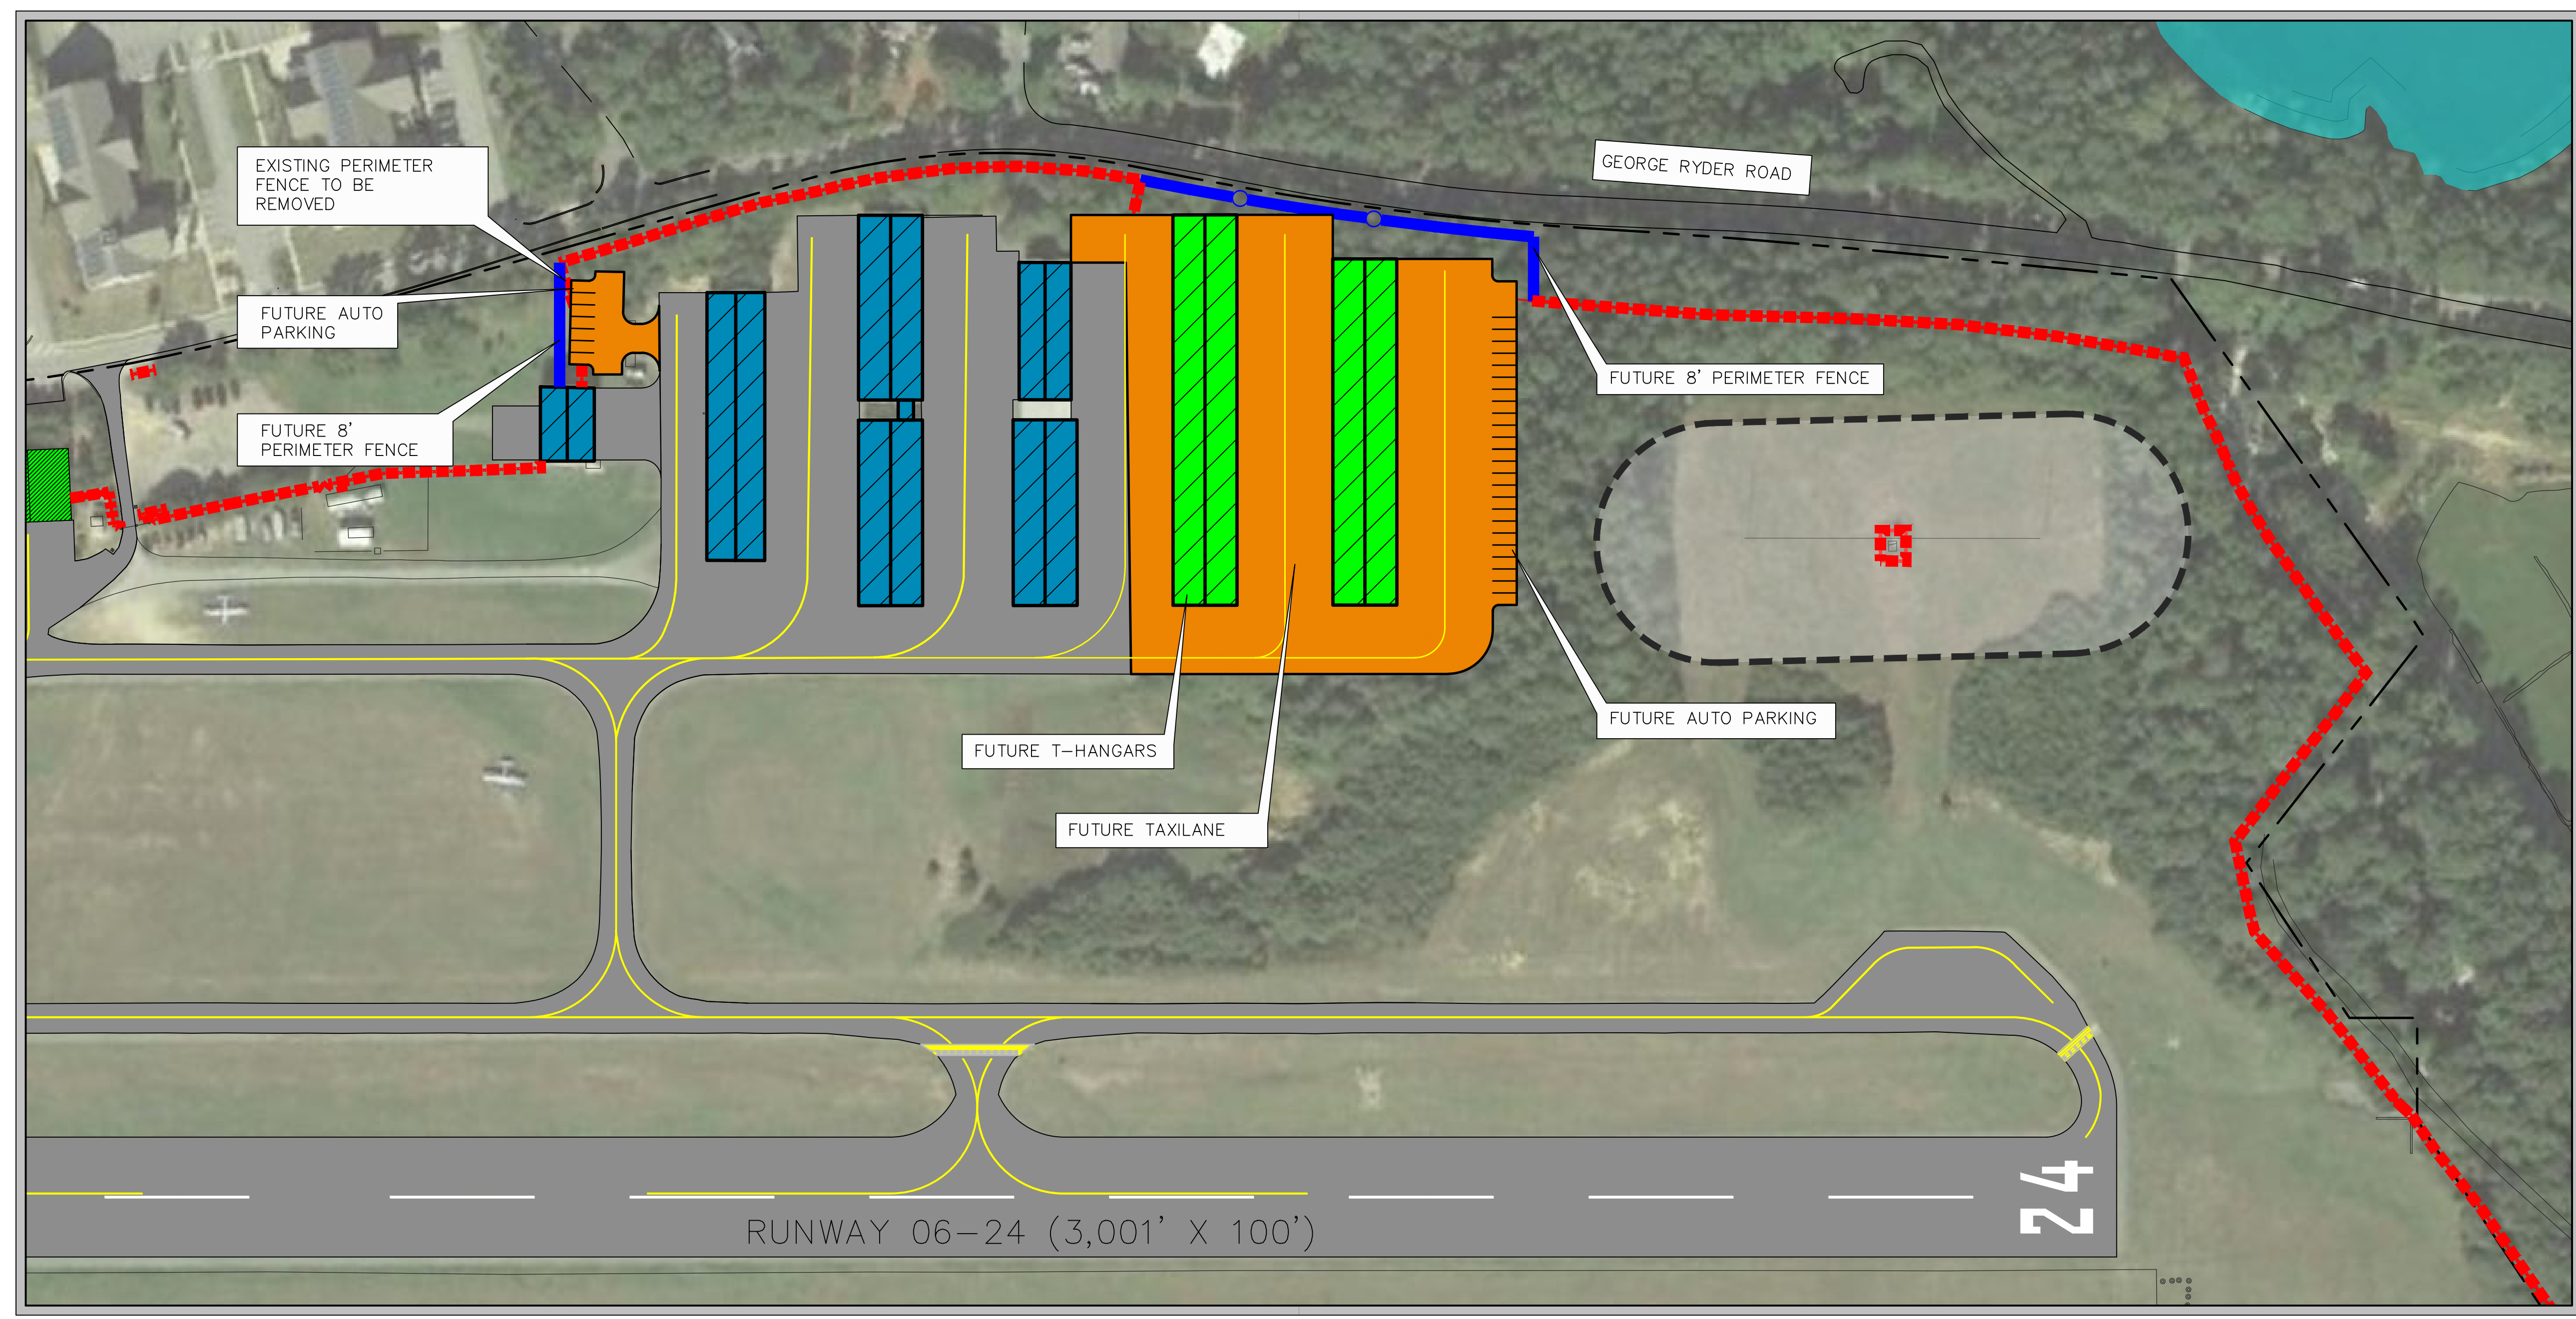 EXISTING PERIMETER
FENCE TO BE
REMOVED
GEORGE RYDER ROAD
FUTURE AUTO
PARKING
FUTURE 8' PERIMETER FENCE
FUTURE 8'
PERIMETER FENCE
FUTURE AUTO PARKING
FUTURE T-HANGARS
FUTURE TAXILANE
24
RUNWAY 06-24 (3,001' X 100')